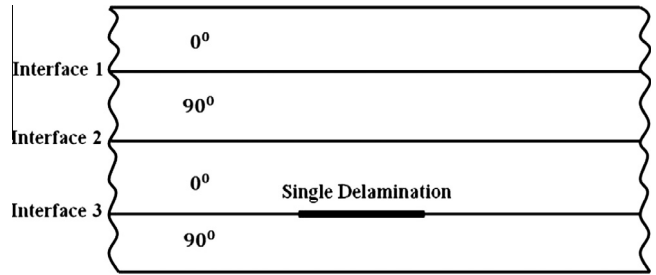 0⁰
Interface 1
90⁰
Interface 2
0⁰
Single Delamination
Interface 3
90⁰